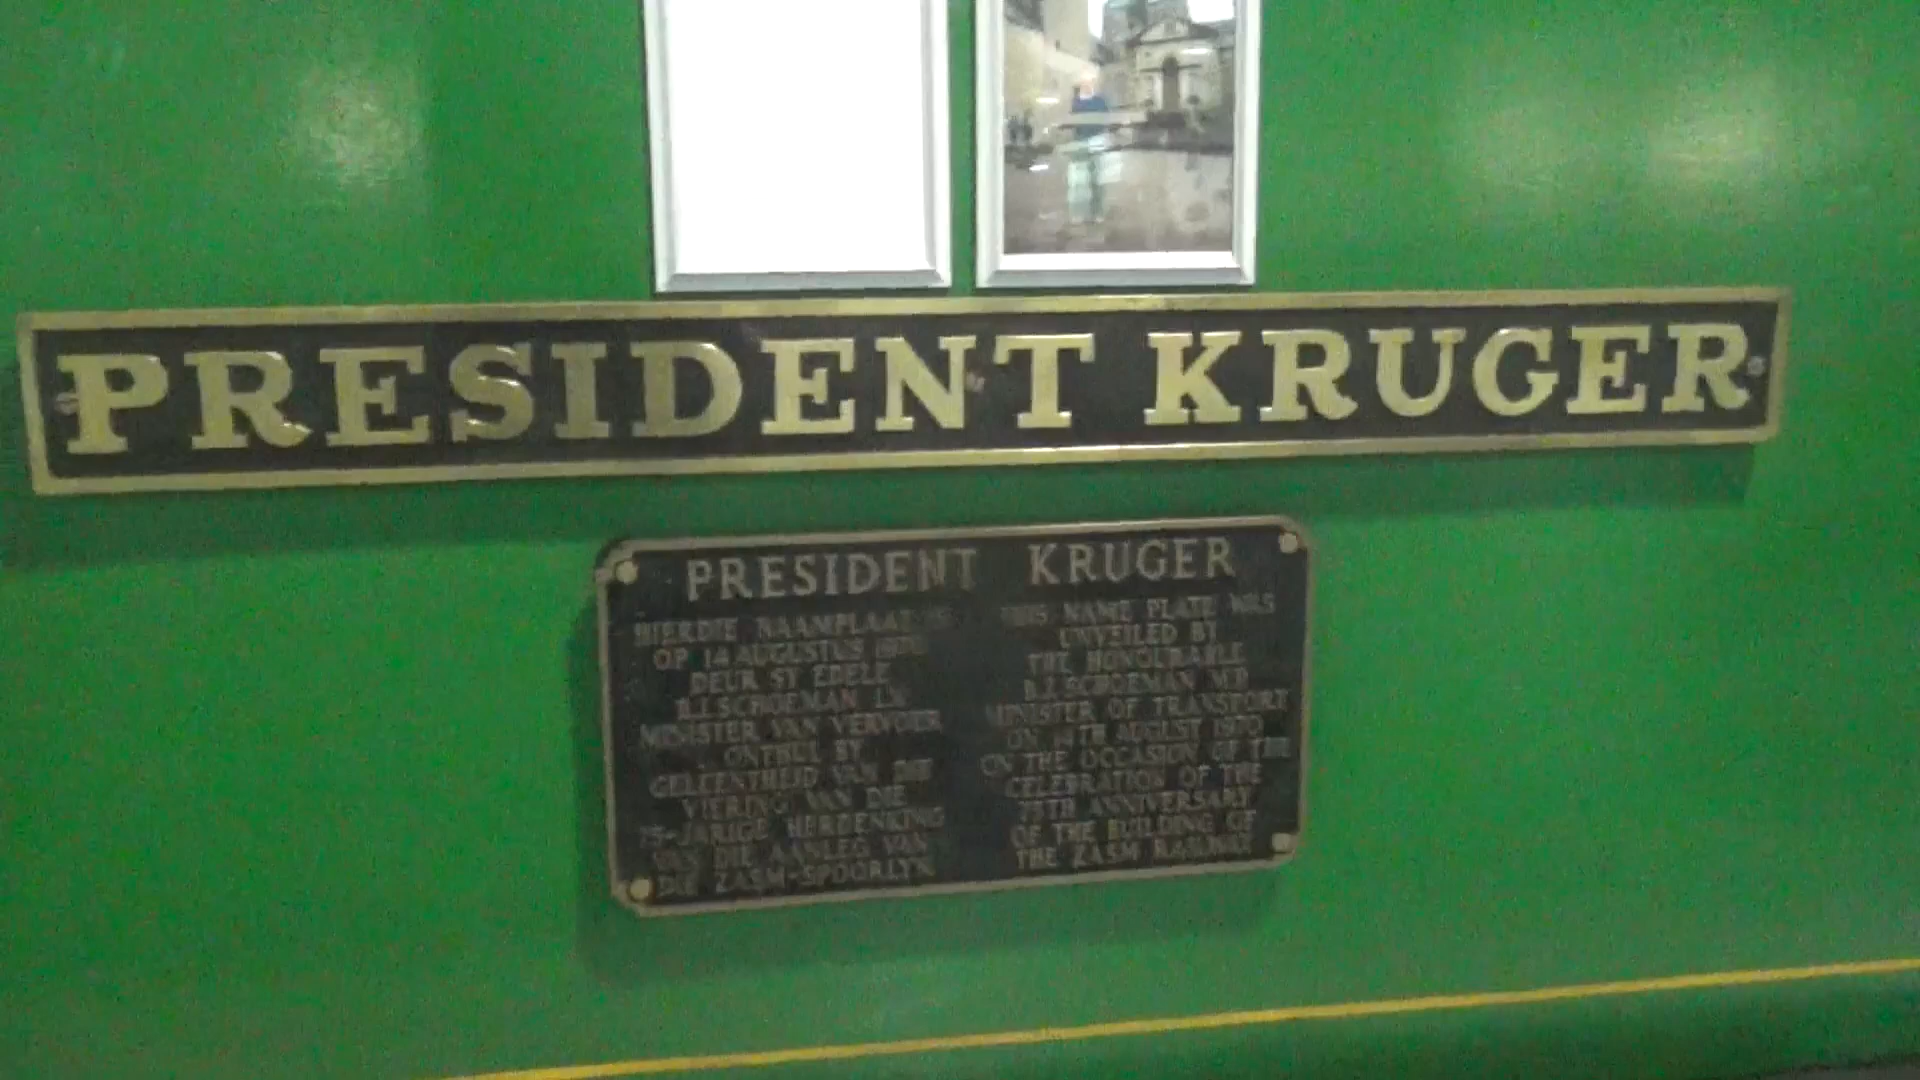 PRESIDENT KRUGER
PRESIDENT KRUGER
HIERDIE NAAMPLAAT IS
OP 14 AUGUSTUS 1970
DEUR SY EDELE
B.J.SCHOEMAN L.V.
MINISTER VAN VERVOER
ONTHUL BY
GELEENTHEID VAN DIE
VIERING VAN DIE
75-JARIGE HERDENKING
VAN DIE AANLEG VAN
DIE ZASM-SPOORLYN
THIS NAME PLATE WAS
UNVEILED BY
THE HONOURABLE
B.J.SCHOEMAN M.P.
MINISTER OF TRANSPORT
ON 14TH AUGUST 1970
ON THE OCCASION OF THE
CELEBRATION OF THE
75TH ANNIVERSARY
OF THE BUILDING OF
THE ZASM RAILWAY